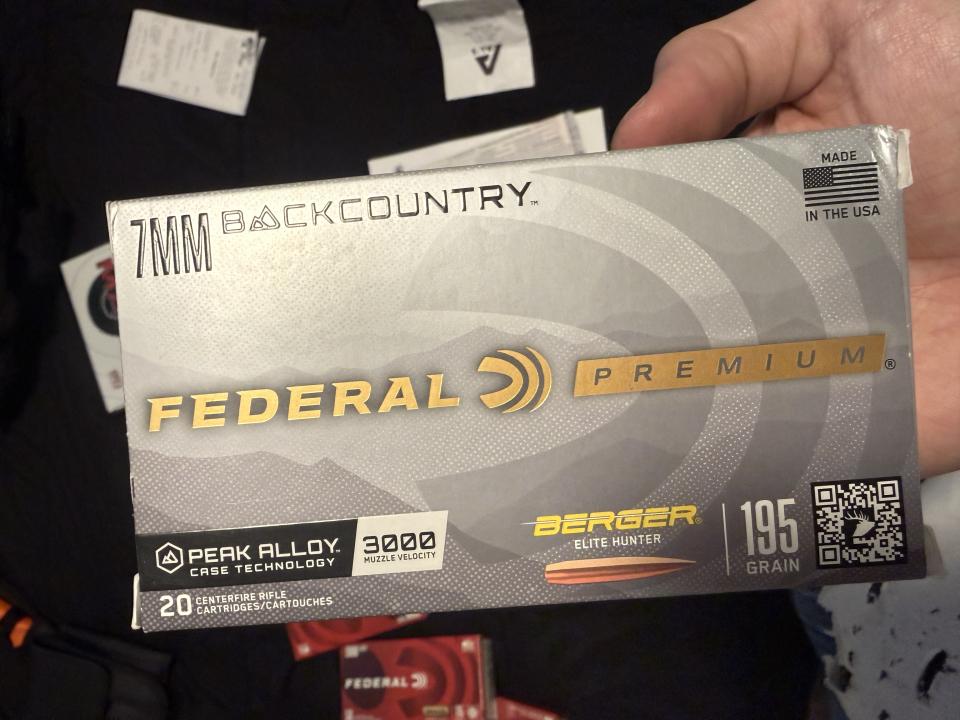 7MM BACKCOUNTRY™
MADE
IN THE USA
FEDERAL PREMIUM®
PEAK ALLOY™
CASE TECHNOLOGY
3000
MUZZLE VELOCITY
BERGER®
ELITE HUNTER
195
GRAIN
20 CENTERFIRE RIFLE
CARTRIDGES/CARTOUCHES
FEDERAL